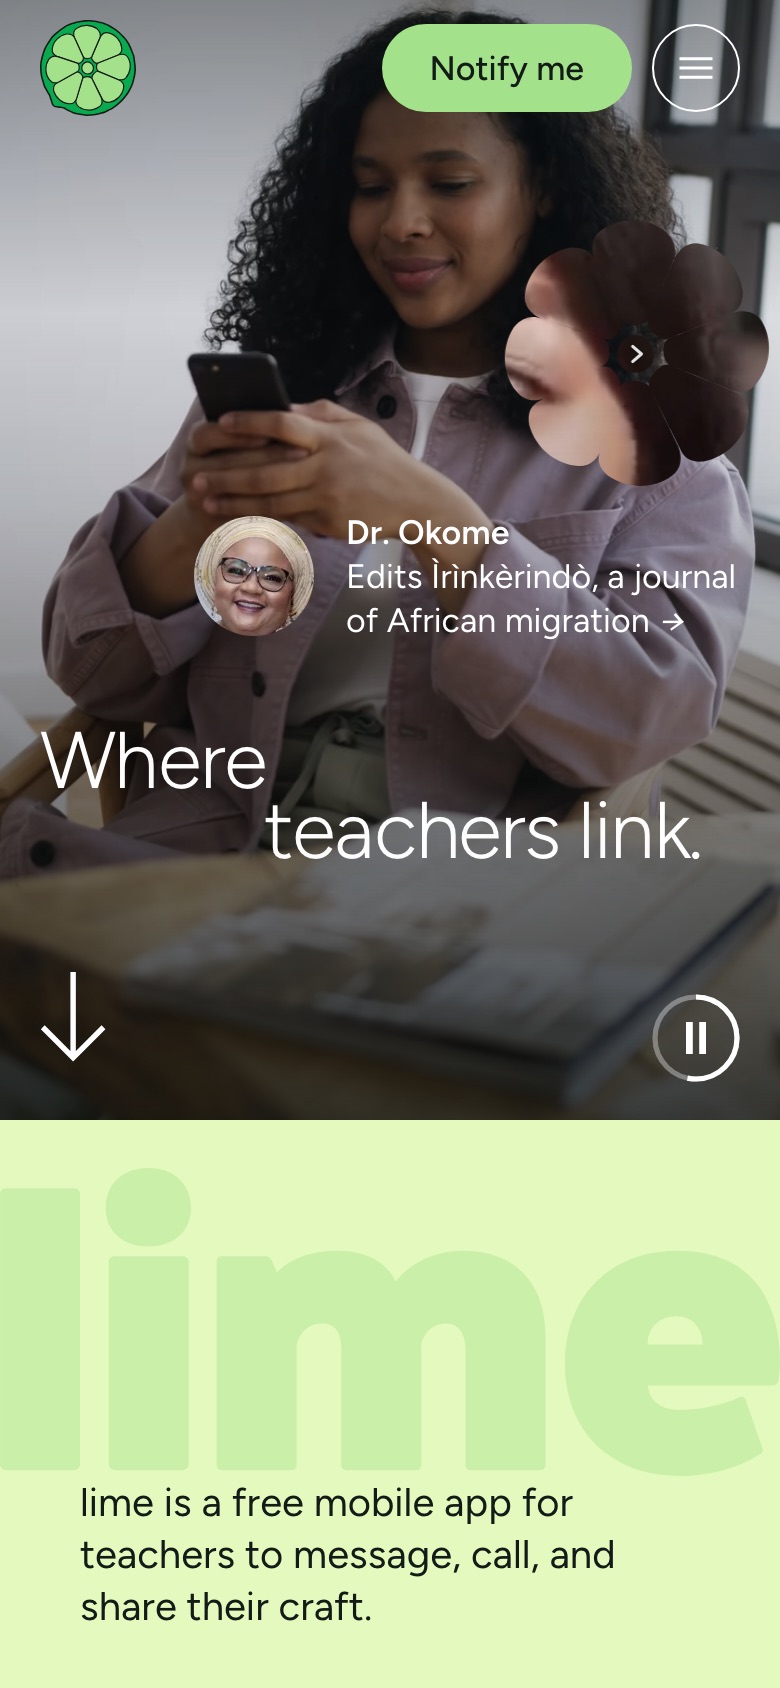 Notify me
Dr. Okome
Edits Ìrìnkèrindò, a journal
of African migration →
Where
teachers link.
lime
lime is a free mobile app for
teachers to message, call, and
share their craft.